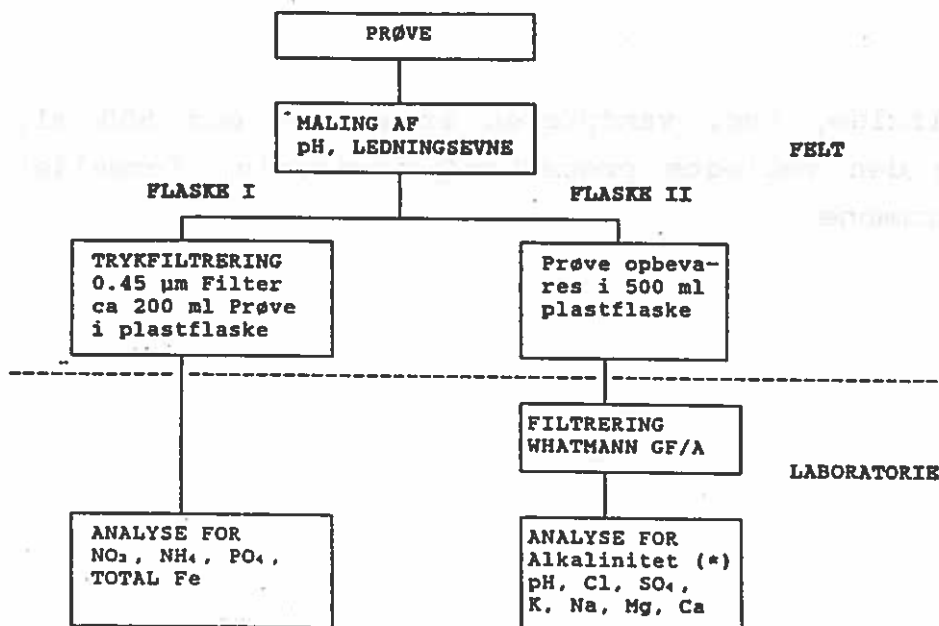 PRØVE
MALING AF
pH, LEDNINGSEVNE
FELT
FLASKE I
FLASKE II
TRYKFILTRERING
0.45 µm Filter
ca 200 ml Prøve
i plastflaske
Prøve opbeva-
res i 500 ml
plastflaske
FILTRERING
WHATMANN GF/A
LABORATORIE
ANALYSE FOR
NO₃, NH₄, PO₄,
TOTAL Fe
ANALYSE FOR
Alkalinitet (*)
pH, Cl, SO₄,
K, Na, Mg, Ca